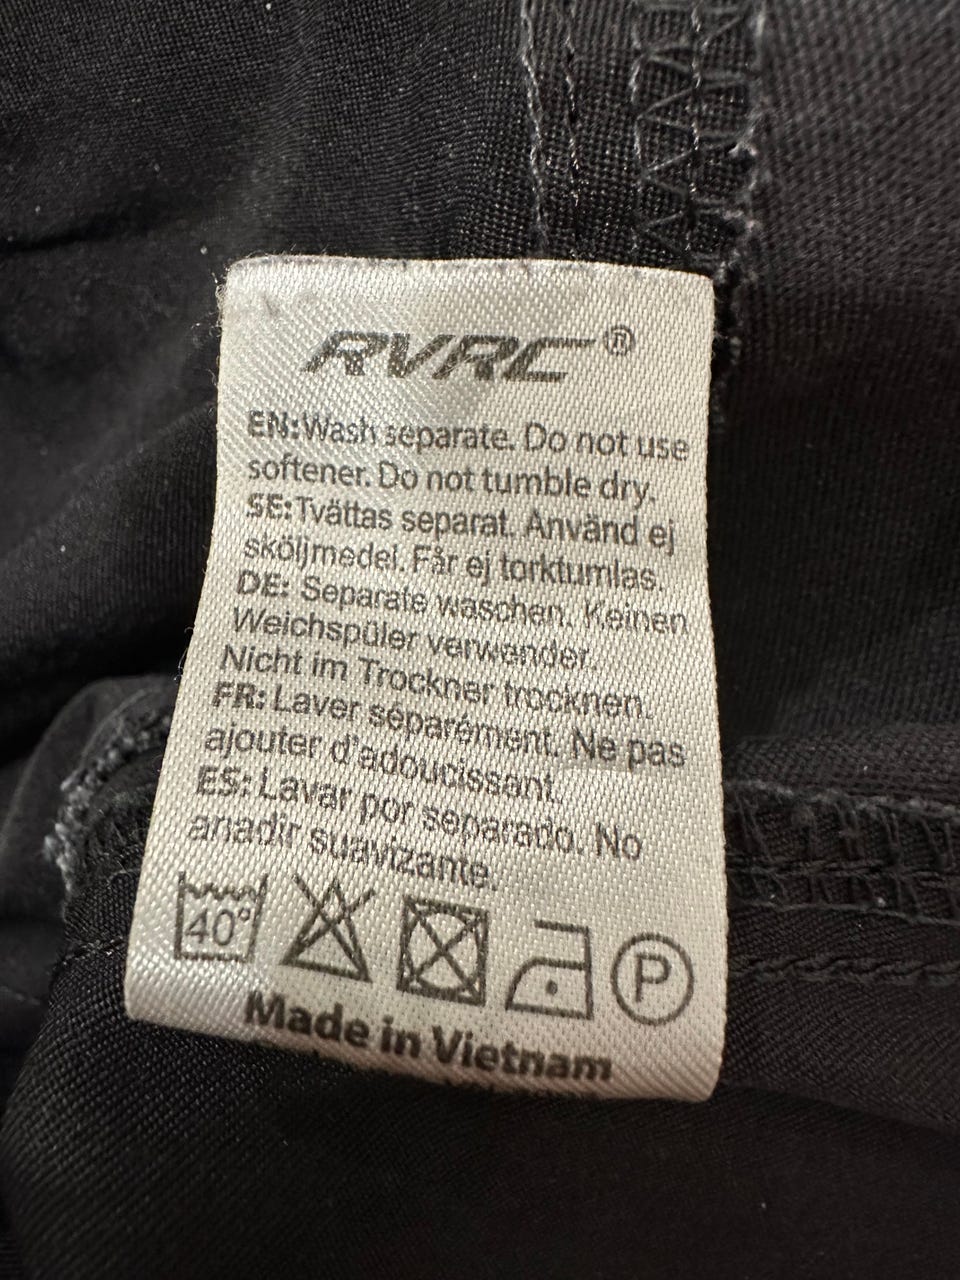 RVRC®
EN: Wash separate. Do not use
softener. Do not tumble dry.
SE: Tvättas separat. Använd ej
sköljmedel. Får ej torktumlas.
DE: Separate waschen. Keinen
Weichspüler verwender.
Nicht im Trockner trocknen.
FR: Laver séparément. Ne pas
ajouter d'adoucissant.
ES: Lavar por separado. No
anadir suavizante.
40° P
Made in Vietnam